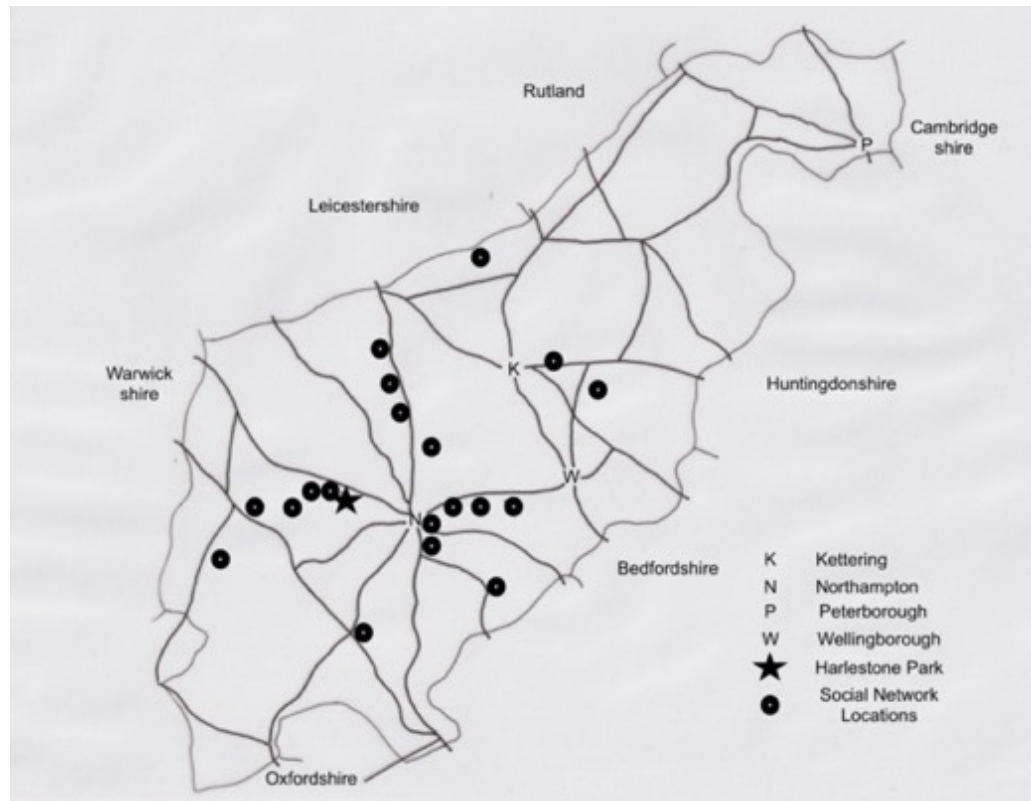 Rutland
Cambridge
shire
P
Leicestershire
Warwick
shire
K
Huntingdonshire
W
N
Bedfordshire
K Kettering
N Northampton
P Peterborough
W Wellingborough
Harlestone Park
Social Network
Locations
Oxfordshire